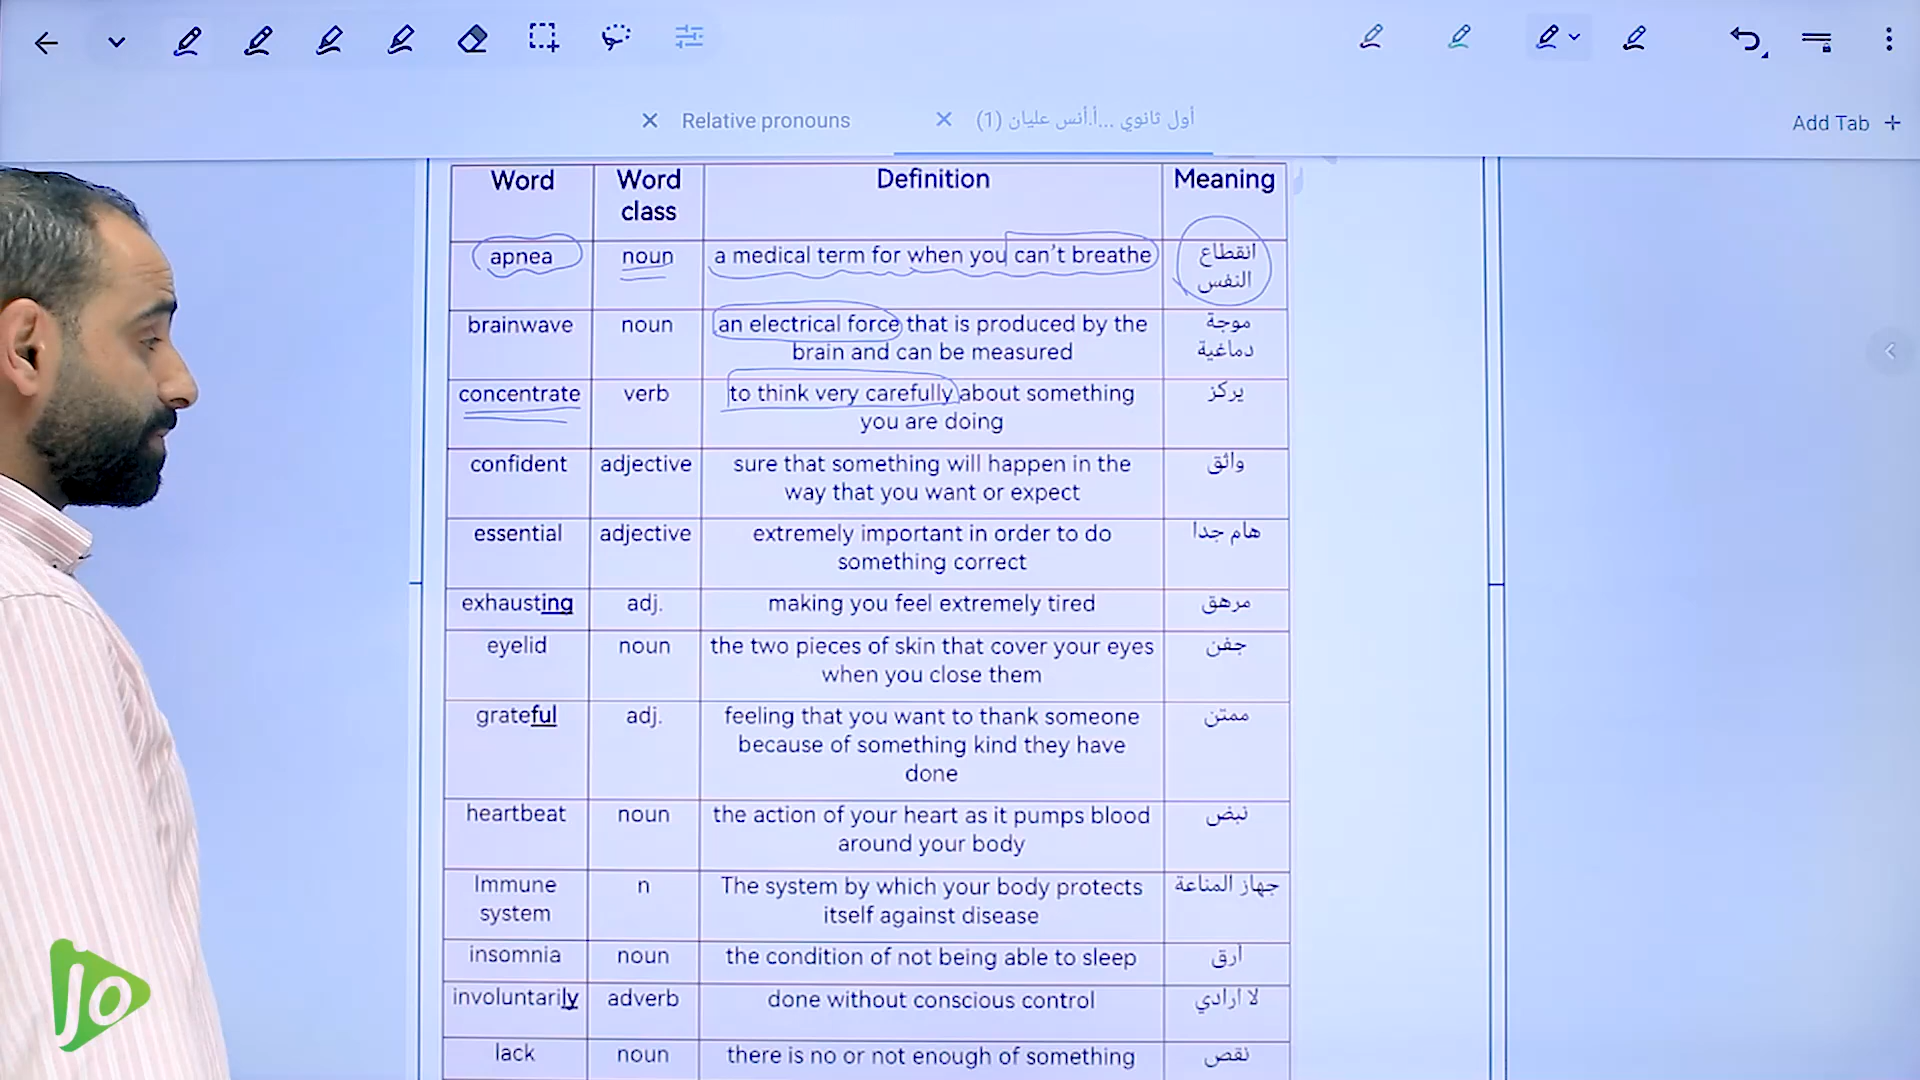 Relative pronouns
أول ثانوي ...أ.أنس عليان (1)
Add Tab
Word
Word class
Definition
Meaning
apnea
noun
a medical term for when you can't breathe
انقطاع
النفس
brainwave
noun
an electrical force that is produced by the
brain and can be measured
موجة
دماغية
concentrate
verb
to think very carefully about something
you are doing
يركز
confident
adjective
sure that something will happen in the
way that you want or expect
واثق
essential
adjective
extremely important in order to do
something correct
هام جدا
exhausting
adj.
making you feel extremely tired
مرهق
eyelid
noun
the two pieces of skin that cover your eyes
when you close them
جفن
grateful
adj.
feeling that you want to thank someone
because of something kind they have
done
ممتن
heartbeat
noun
the action of your heart as it pumps blood
around your body
نبض
Immune
system
n
The system by which your body protects
itself against disease
جهاز المناعة
insomnia
noun
the condition of not being able to sleep
أرق
involuntarily
adverb
done without conscious control
لا ارادي
lack
noun
there is no or not enough of something
نقص
Jo